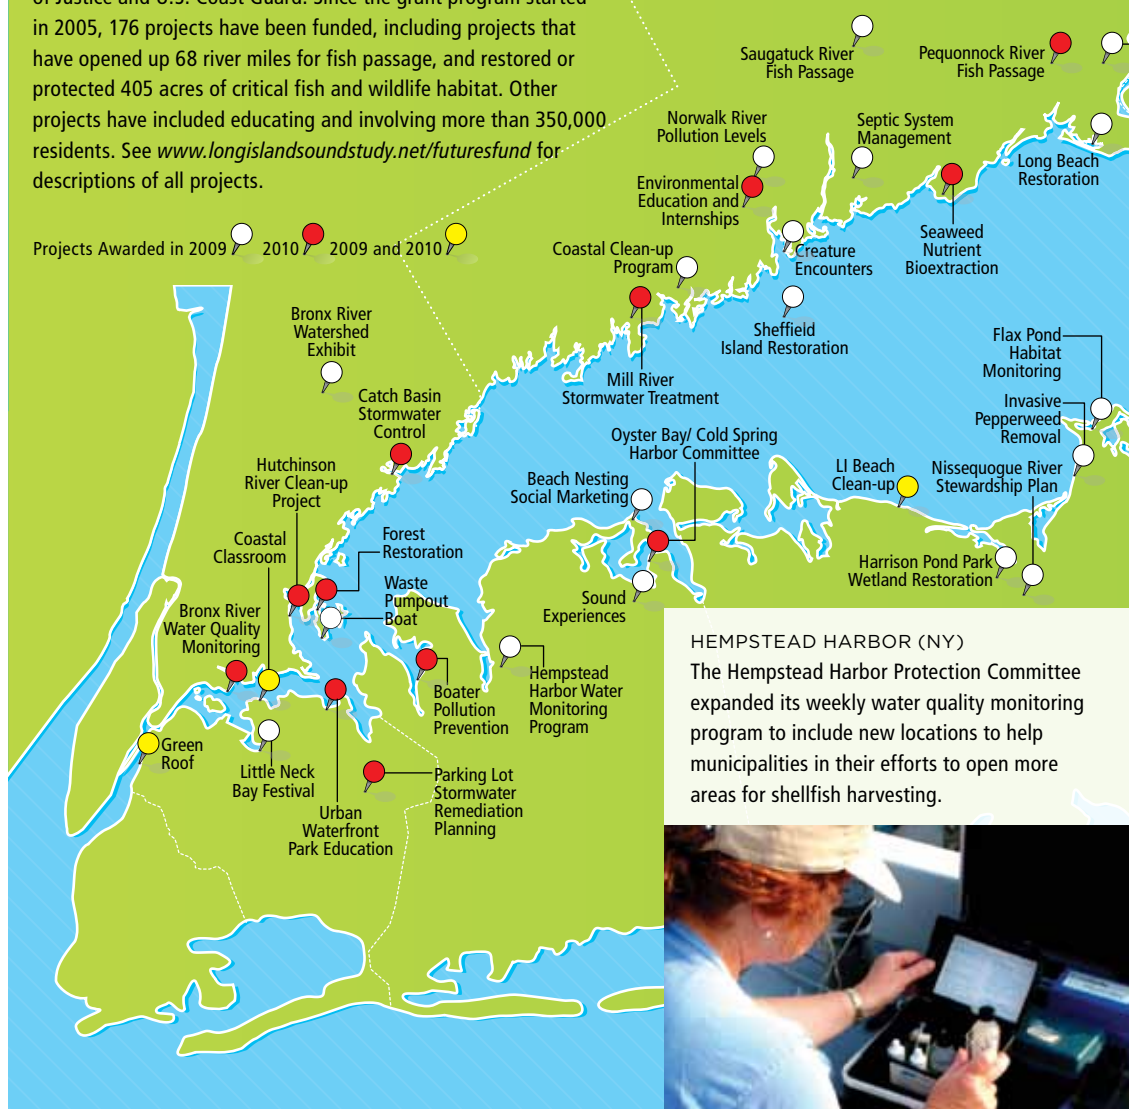 of Justice and U.S. Coast Guard. Since the grant program started
in 2005, 176 projects have been funded, including projects that
have opened up 68 river miles for fish passage, and restored or
protected 405 acres of critical fish and wildlife habitat. Other
projects have included educating and involving more than 350,000
residents. See www.longislandsoundstudy.net/futuresfund for
descriptions of all projects.
Projects Awarded in 2009 2010 2009 and 2010
Saugatuck River
Fish Passage
Pequonnock River
Fish Passage
Norwalk River
Pollution Levels
Septic System
Management
Long Beach
Restoration
Environmental
Education and
Internships
Seaweed
Nutrient
Bioextraction
Creature
Encounters
Coastal Clean-up
Program
Sheffield
Island Restoration
Bronx River
Watershed
Exhibit
Flax Pond
Habitat
Monitoring
Mill River
Stormwater Treatment
Catch Basin
Stormwater
Control
Invasive
Pepperweed
Removal
Oyster Bay/ Cold Spring
Harbor Committee
Hutchinson
River Clean-up
Project
Beach Nesting
Social Marketing
LI Beach
Clean-up
Nissequogue River
Stewardship Plan
Coastal
Classroom
Forest
Restoration
Harrison Pond Park
Wetland Restoration
Waste
Pumpout
Boat
Sound
Experiences
Bronx River
Water Quality
Monitoring
Hempstead
Harbor Water
Monitoring
Program
Boater
Pollution
Prevention
Green
Roof
Little Neck
Bay Festival
Parking Lot
Stormwater
Remediation
Planning
Urban
Waterfront
Park Education
HEMPSTEAD HARBOR (NY)
The Hempstead Harbor Protection Committee
expanded its weekly water quality monitoring
program to include new locations to help
municipalities in their efforts to open more
areas for shellfish harvesting.